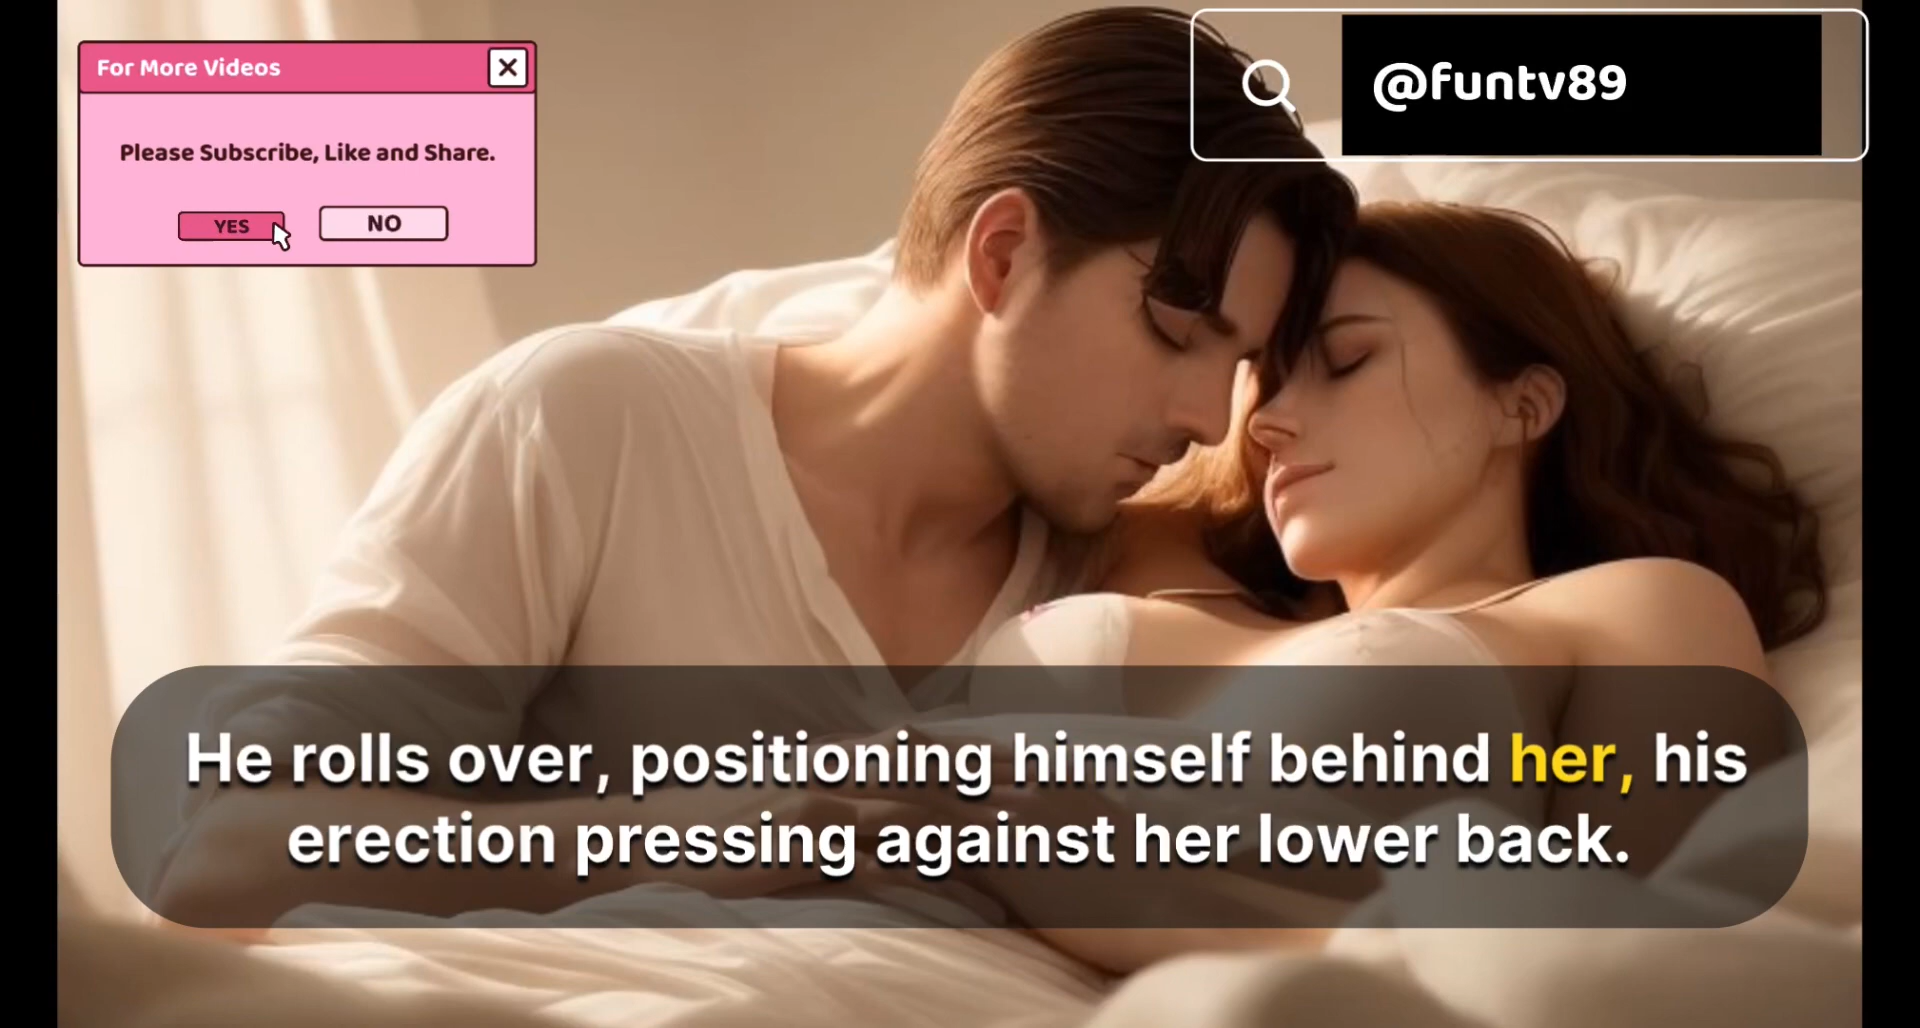 For More Videos
@funtv89
Please Subscribe, Like and Share.
YES
NO
He rolls over, positioning himself behind her, his
erection pressing against her lower back.